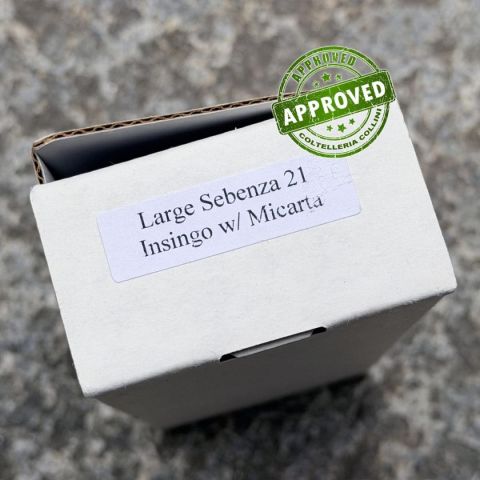 APPROVED
APPROVED
COLTELLERIA COLLINI
Large Sebenza 21
Insingo w/ Micarta